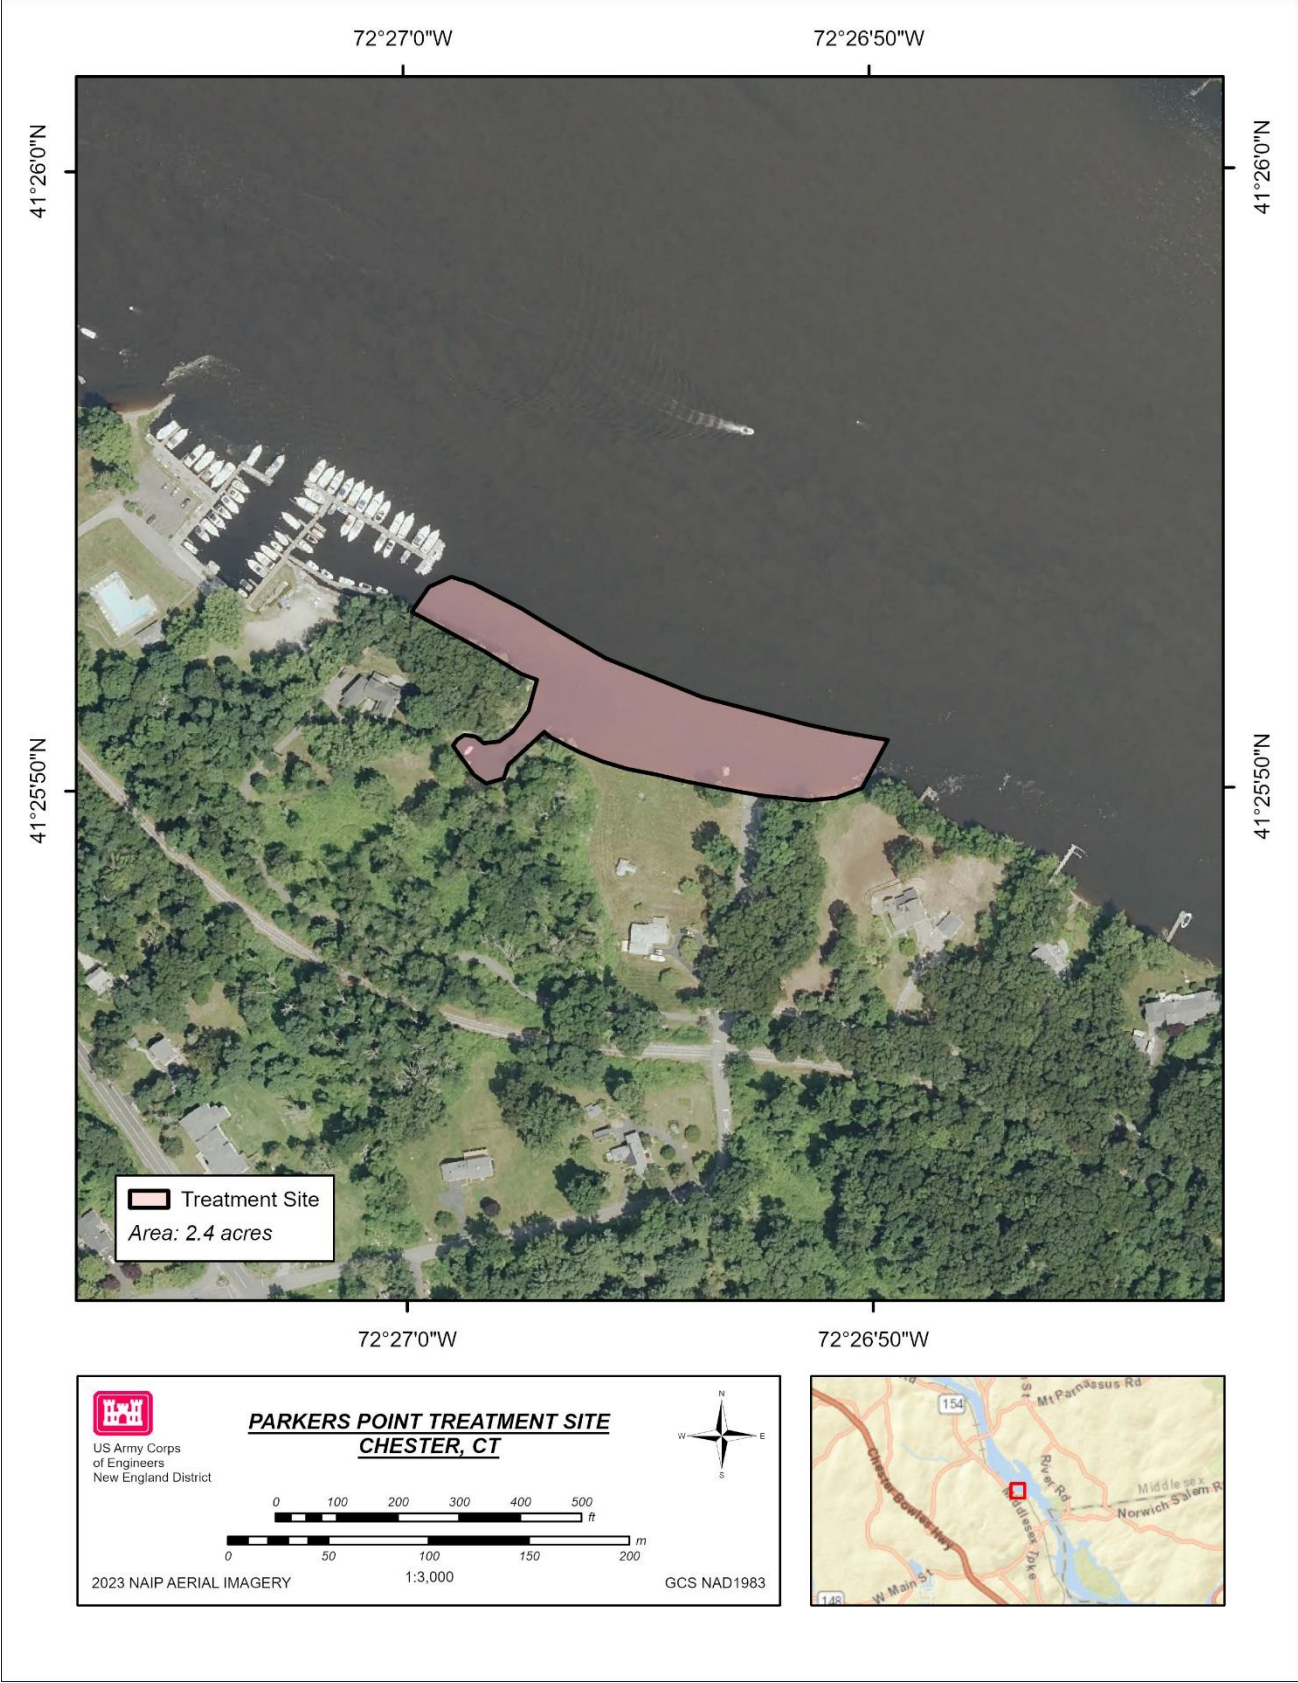 72°27'0"W
72°26'50"W
41°26'0"N
41°26'0"N
41°25'50"N
41°25'50"N
Treatment Site
Area: 2.4 acres
72°27'0"W
72°26'50"W
US Army Corps
of Engineers
New England District
PARKERS POINT TREATMENT SITE
CHESTER, CT
N
W
E
S
0 100 200 300 400 500
ft
m
0 50 100 150 200
2023 NAIP AERIAL IMAGERY
1:3,000
GCS NAD1983
154
St
Mt Parnassus Rd
River Rd
Middlesex
Norwich Salem R
Chester Bowles Hwy
Middlesex Tpke
W Main St
148